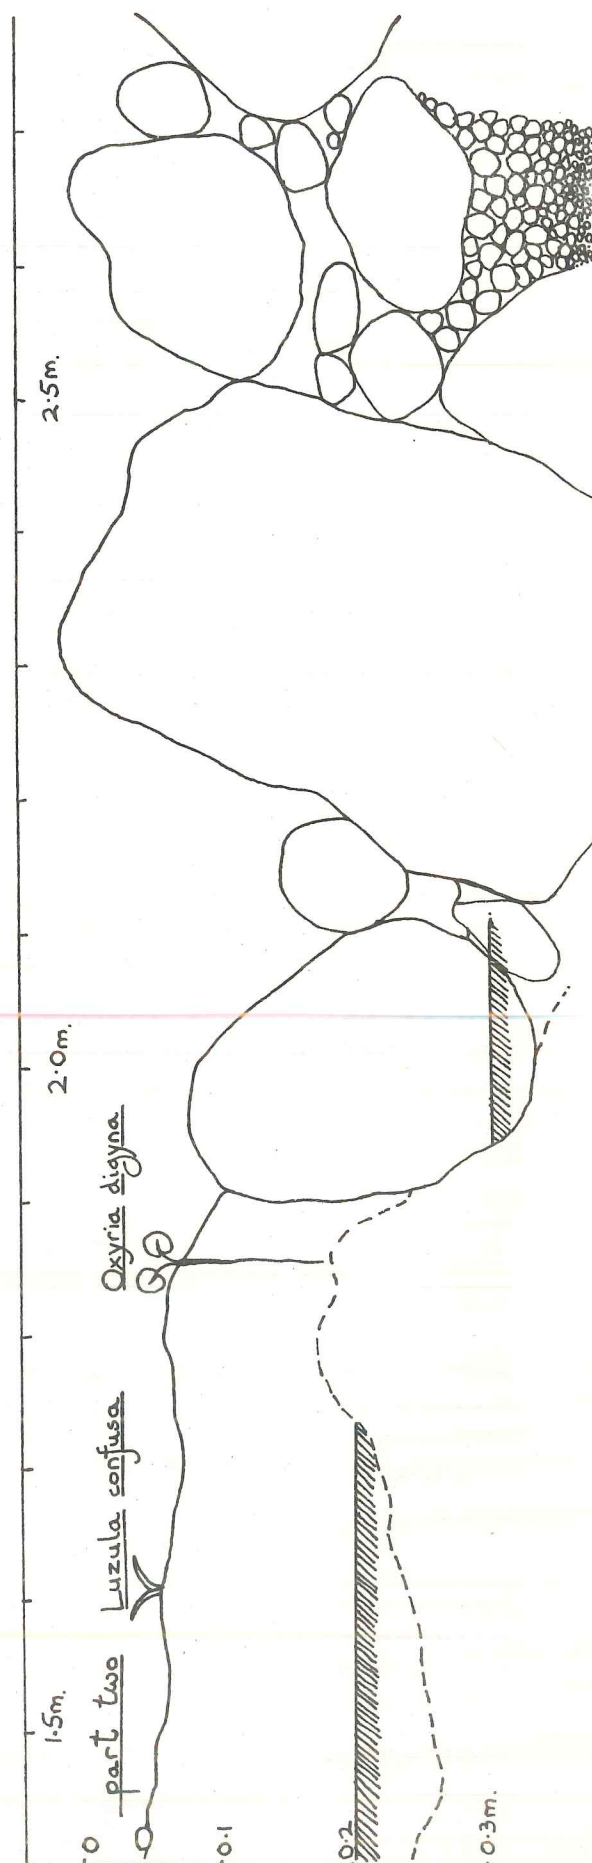 1·5m.
2·0m.
2·5m.
part two
Luzula confusa
Oxyria digyna
0
0·1
0·2
0·3m.